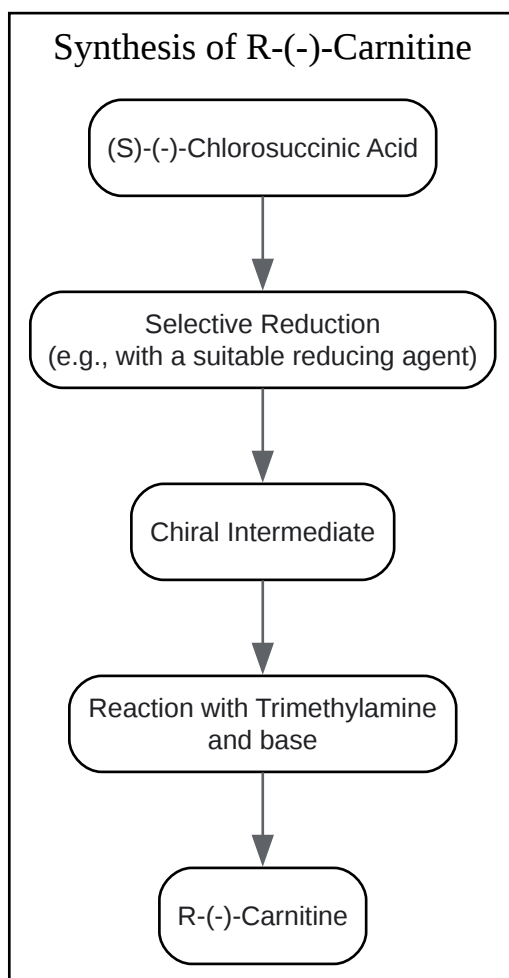 Synthesis of R-(-)-Carnitine
(S)-(-)-Chlorosuccinic Acid
Selective Reduction
(e.g., with a suitable reducing agent)
Chiral Intermediate
Reaction with Trimethylamine
and base
R-(-)-Carnitine